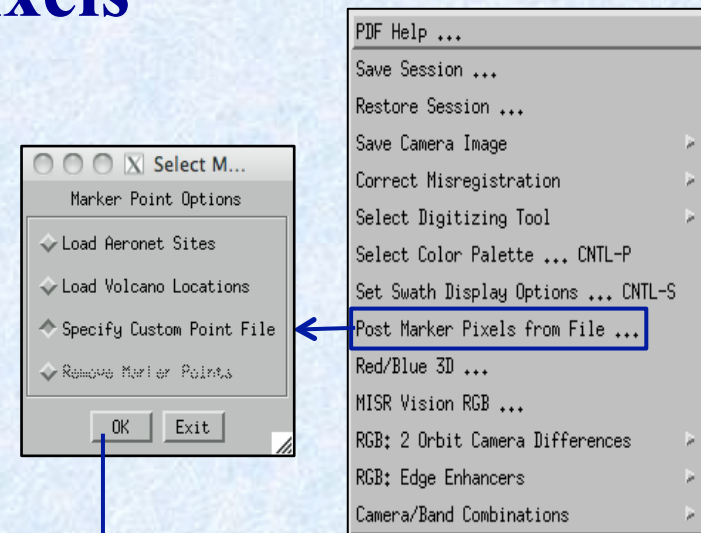 PDF Help ...
Save Session ...
Restore Session ...
Save Camera Image
Correct Misregistration
Select Digitizing Tool
Select Color Palette ... CNTL-P
Set Swath Display Options ... CNTL-S
Post Marker Pixels from File ...
Red/Blue 3D ...
MISR Vision RGB ...
RGB: 2 Orbit Camera Differences
RGB: Edge Enhancers
Camera/Band Combinations
X Select M...
Marker Point Options
Load Aeronet Sites
Load Volcano Locations
Specify Custom Point File
Remove Marker Points
OK Exit